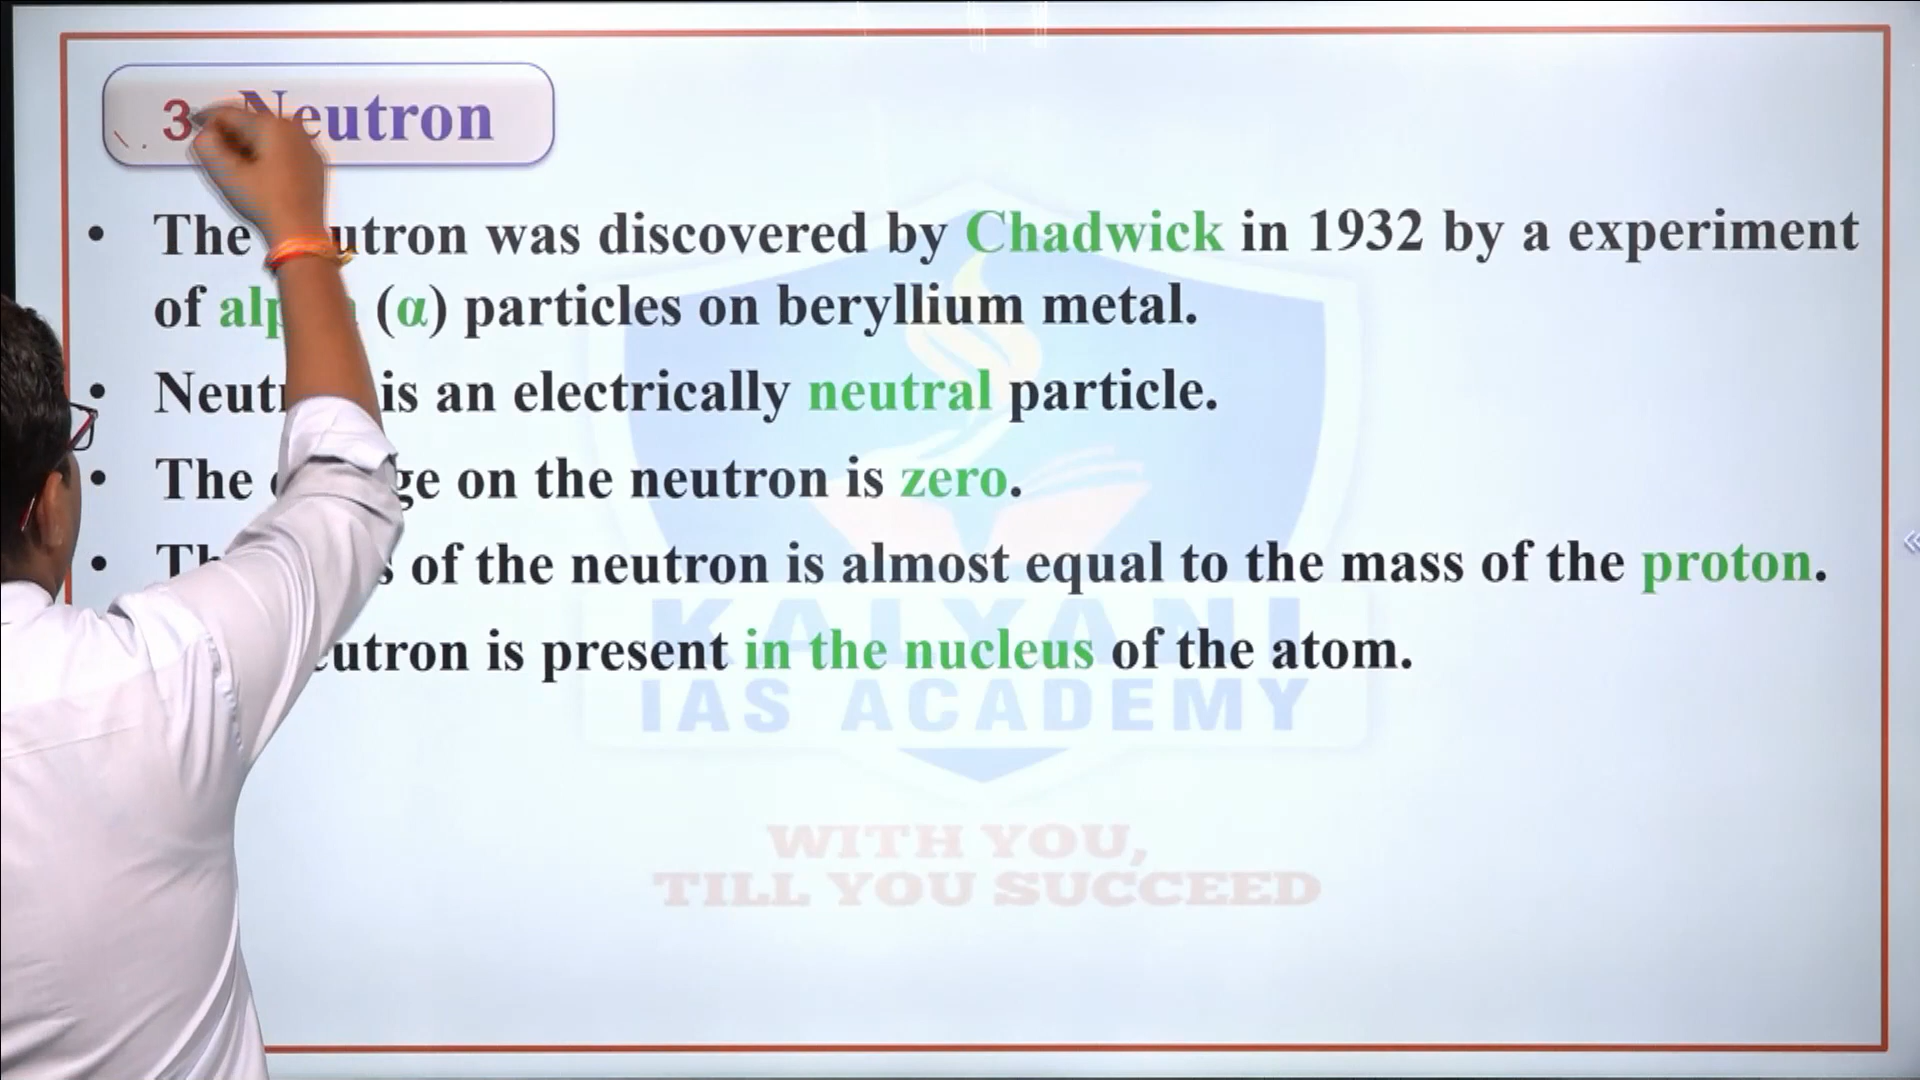 3 Neutron
• The utron was discovered by Chadwick in 1932 by a experiment
of alp (α) particles on beryllium metal.
• Neut is an electrically neutral particle.
• The ge on the neutron is zero.
• Th s of the neutron is almost equal to the mass of the proton.
eutron is present in the nucleus of the atom.
KALYANI
IAS ACADEMY
WITH YOU,
TILL YOU SUCCEED